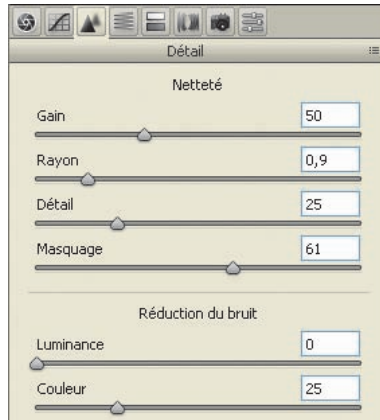 Détail
Netteté
Gain 50
Rayon 0,9
Détail 25
Masquage 61
Réduction du bruit
Luminance 0
Couleur 25